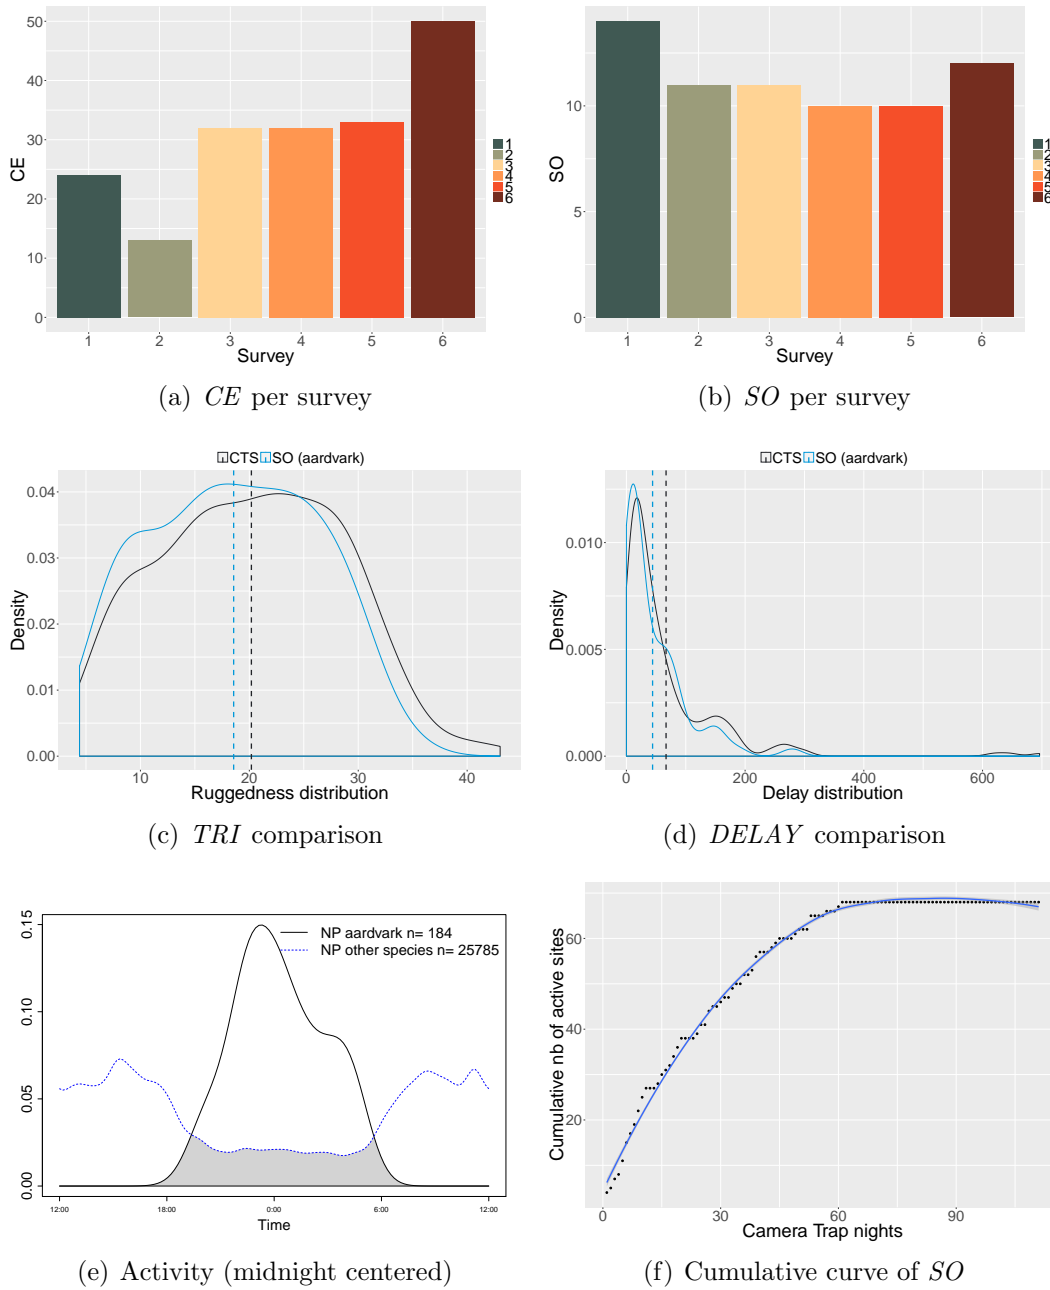 50
40
30
20
10
0
CE
1 2 3 4 5 6
Survey
1
2
3
4
5
6
(a) CE per survey
10
5
0
SO
1 2 3 4 5 6
Survey
1
2
3
4
5
6
(b) SO per survey
CTS SO (aardvark)
0.04
0.03
0.02
0.01
0.00
Density
10 20 30 40
Ruggedness distribution
(c) TRI comparison
CTS SO (aardvark)
0.010
0.005
0.000
Density
0 200 400 600
Delay distribution
(d) DELAY comparison
0.15
0.10
0.05
0.00
NP aardvark n= 184
NP other species n= 25785
12:00 18:00 0:00 6:00 12:00
Time
(e) Activity (midnight centered)
60
40
20
Cumulative nb of active sites
0 30 60 90
Camera Trap nights
(f) Cumulative curve of SO